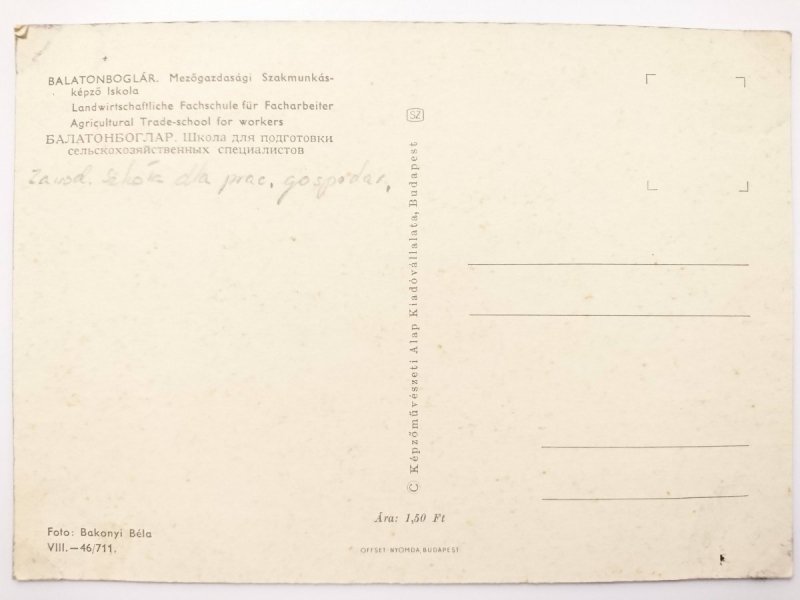 BALATONBOGLÁR. Mezőgazdasági Szakmunkás-
képző Iskola
Landwirtschaftliche Fachschule für Facharbeiter
Agricultural Trade-school for workers
БАЛАТОНБОГЛАР. Школа для подготовки
сельскохозяйственных специалистов
Zawod. Szkoła dla prac. gospodar.
SZ
© Képzőművészeti Alap Kiadóvállalata, Budapest
Ára: 1,50 Ft
Foto: Bakonyi Béla
VIII.—46/711.
OFFSET NYOMDA, BUDAPEST